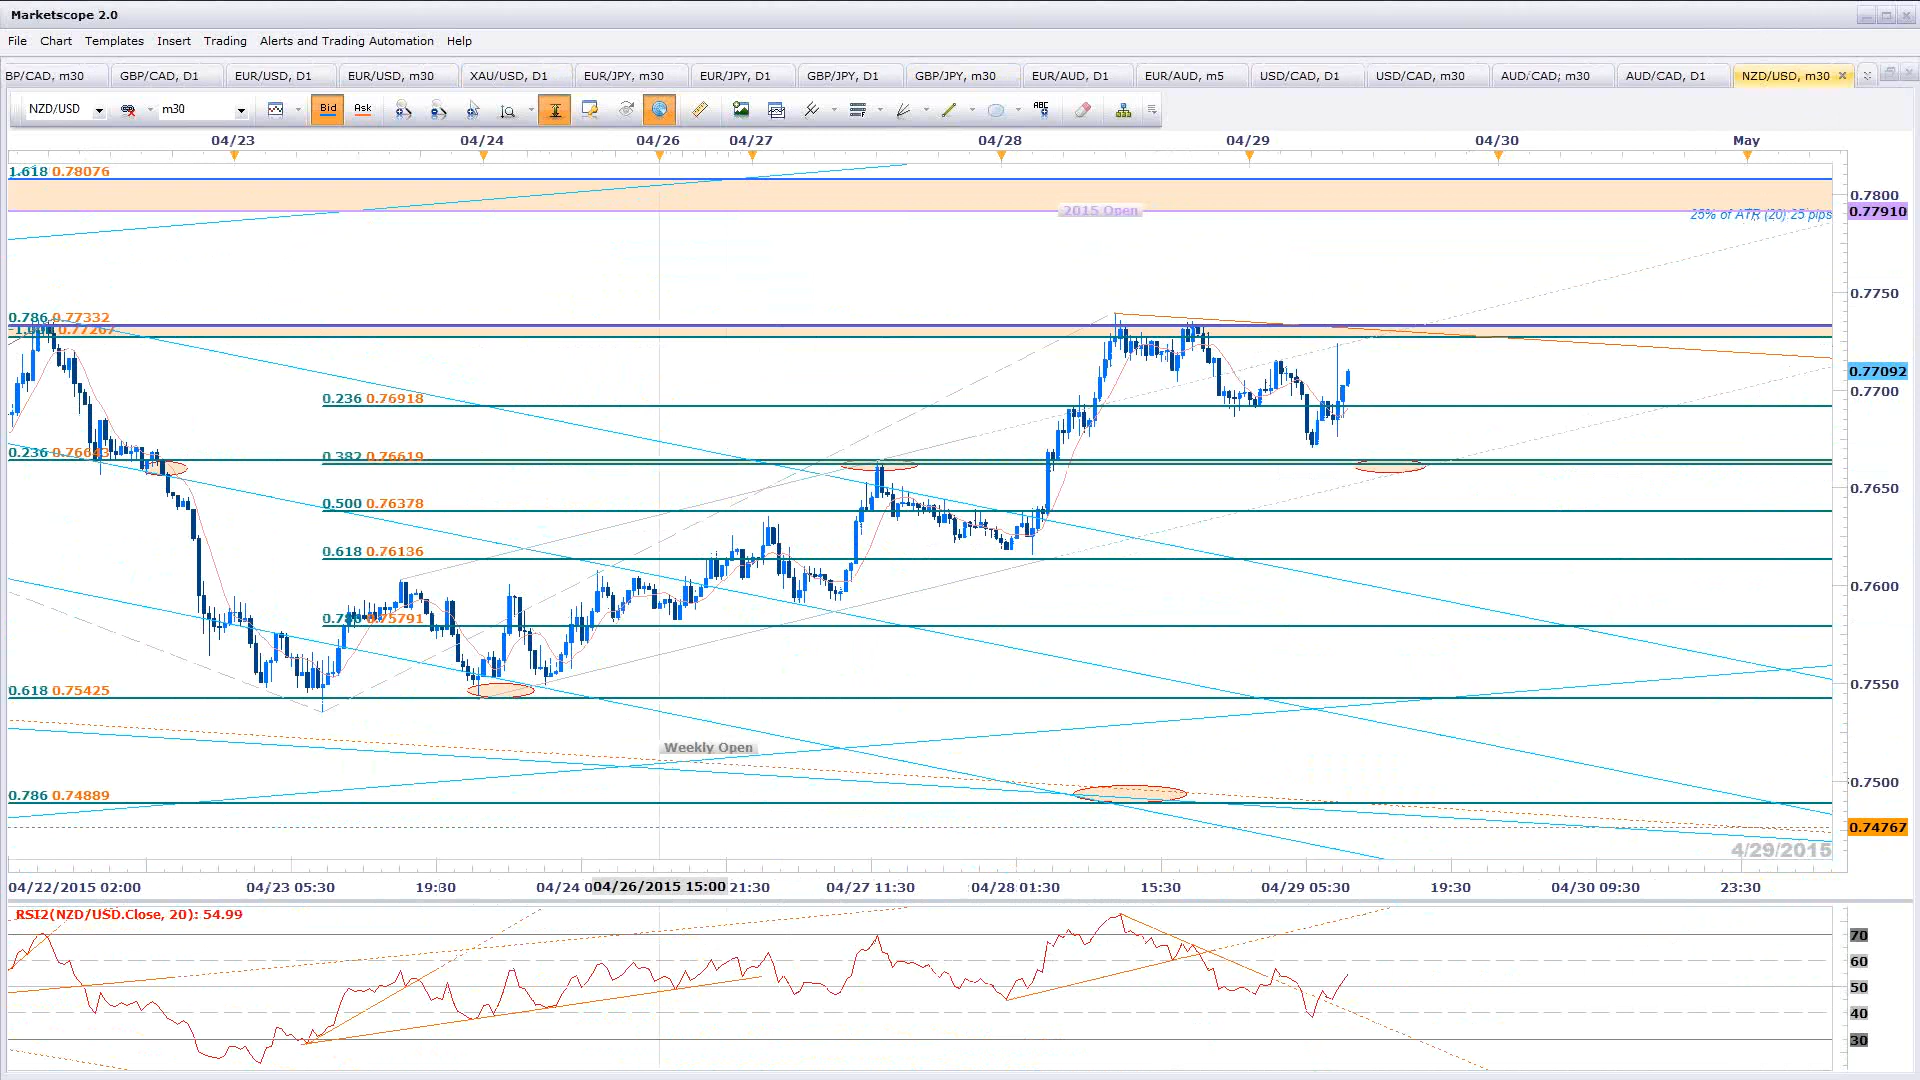 Marketscope 2.0
File Chart Templates Insert Trading Alerts and Trading Automation Help
BP/CAD, m30 GBP/CAD, D1 EUR/USD, D1 EUR/USD, m30 XAU/USD, D1 EUR/JPY, m30 EUR/JPY, D1 GBP/JPY, D1 GBP/JPY, m30 EUR/AUD, D1 EUR/AUD, m5 USD/CAD, D1 USD/CAD, m30 AUD/CAD; m30 AUD/CAD, D1 NZD/USD, m30
NZD/USD m30 Bid Ask ABC
04/23 04/24 04/26 04/27 04/28 04/29 04/30 May
1.618 0.78076
0.7800
2015 Open
0.77910
25% of ATR (20):25 pips
0.7750
0.786 0.77332
0.77267
0.77092
0.7700
0.236 0.76918
0.236 0.76643
0.382 0.76619
0.7650
0.500 0.76378
0.618 0.76136
0.7600
0.786 0.75791
0.618 0.75425
0.7550
Weekly Open
0.7500
0.786 0.74889
0.74767
4/29/2015
04/22/2015 02:00 04/23 05:30 19:30 04/24 0 04/26/2015 15:00 21:30 04/27 11:30 04/28 01:30 15:30 04/29 05:30 19:30 04/30 09:30 23:30
RSI2(NZD/USD.Close, 20): 54.99
70
60
50
40
30